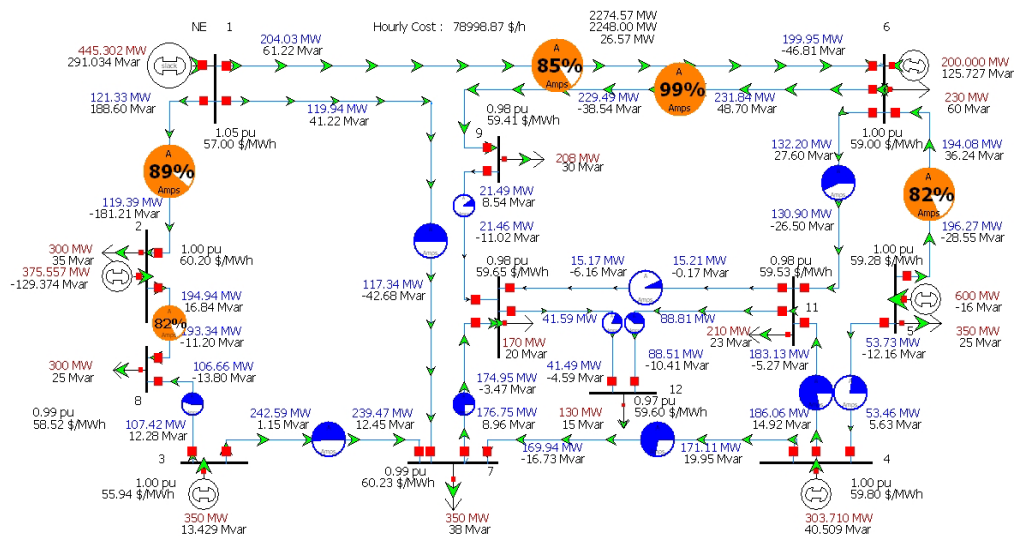 NE 1
Hourly Cost : 78998.87 $/h
2274.57 MW
2248.00 MW
26.57 MW
6
204.03 MW
61.22 Mvar
A
85%
199.95 MW
-46.81 Mvar
445.302 MW
291.034 Mvar
slack
A
99%
Amps
200.000 MW
125.727 Mvar
121.33 MW
188.60 Mvar
119.94 MW
41.22 Mvar
229.49 MW
-38.54 Mvar
231.84 MW
48.70 Mvar
230 MW
60 Mvar
0.98 pu
59.41 $/MWh
9
1.05 pu
57.00 $/MWh
1.00 pu
59.00 $/MWh
132.20 MW
27.60 Mvar
194.08 MW
36.24 Mvar
A
89%
Amps
208 MW
30 Mvar
A
82%
Amps
119.39 MW
-181.21 Mvar
21.49 MW
8.54 Mvar
130.90 MW
-26.50 Mvar
196.27 MW
-28.55 Mvar
2
21.46 MW
-11.02 Mvar
300 MW
35 Mvar
1.00 pu
60.20 $/MWh
0.98 pu
59.65 $/MWh
15.17 MW
-6.16 Mvar
15.21 MW
-0.17 Mvar
0.98 pu
59.53 $/MWh
1.00 pu
59.28 $/MWh
375.557 MW
-129.374 Mvar
117.34 MW
-42.68 Mvar
Amps
600 MW
-16 Mvar
194.94 MW
16.84 Mvar
11
41.59 MW
88.81 MW
82%
193.34 MW
-11.20 Mvar
170 MW
20 Mvar
210 MW
23 Mvar
5
350 MW
25 Mvar
53.73 MW
-12.16 Mvar
183.13 MW
-5.27 Mvar
300 MW
25 Mvar
106.66 MW
-13.80 Mvar
88.51 MW
-10.41 Mvar
41.49 MW
-4.59 Mvar
8
174.95 MW
-3.47 Mvar
12
0.99 pu
58.52 $/MWh
107.42 MW
12.28 Mvar
242.59 MW
1.15 Mvar
239.47 MW
12.45 Mvar
176.75 MW
8.96 Mvar
130 MW
15 Mvar
0.97 pu
59.60 $/MWh
186.06 MW
14.92 Mvar
53.46 MW
5.63 Mvar
169.94 MW
-16.73 Mvar
171.11 MW
19.95 Mvar
3
7
4
1.00 pu
55.94 $/MWh
0.99 pu
60.23 $/MWh
1.00 pu
59.80 $/MWh
350 MW
13.429 Mvar
350 MW
38 Mvar
303.710 MW
40.509 Mvar